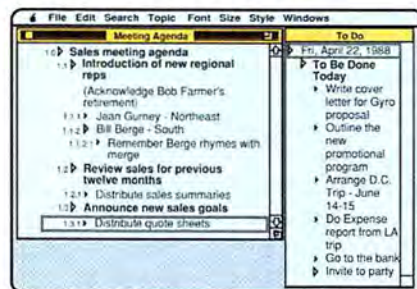 File Edit Search Topic Font Size Style Windows
Meeting Agenda
1.0 Sales meeting agenda
1.1 Introduction of new regional
reps
(Acknowledge Bob Farmer's
retirement)
1.1.1 Jean Gurney - Northeast
1.1.2 Bill Berge - South
1.1.2.1 Remember Berge rhymes with
merge
1.2 Review sales for previous
twelve months
1.2.1 Distribute sales summaries
1.3 Announce new sales goals
1.3.1 Distribute quote sheets
To Do
Fri, April 22, 1988
To Be Done
Today
Write cover
letter for Gyro
proposal
Outline the
new
promotional
program
Arrange D.C.
Trip - June
14-15
Do Expense
report from LA
trip
Go to the bank
Invite to party